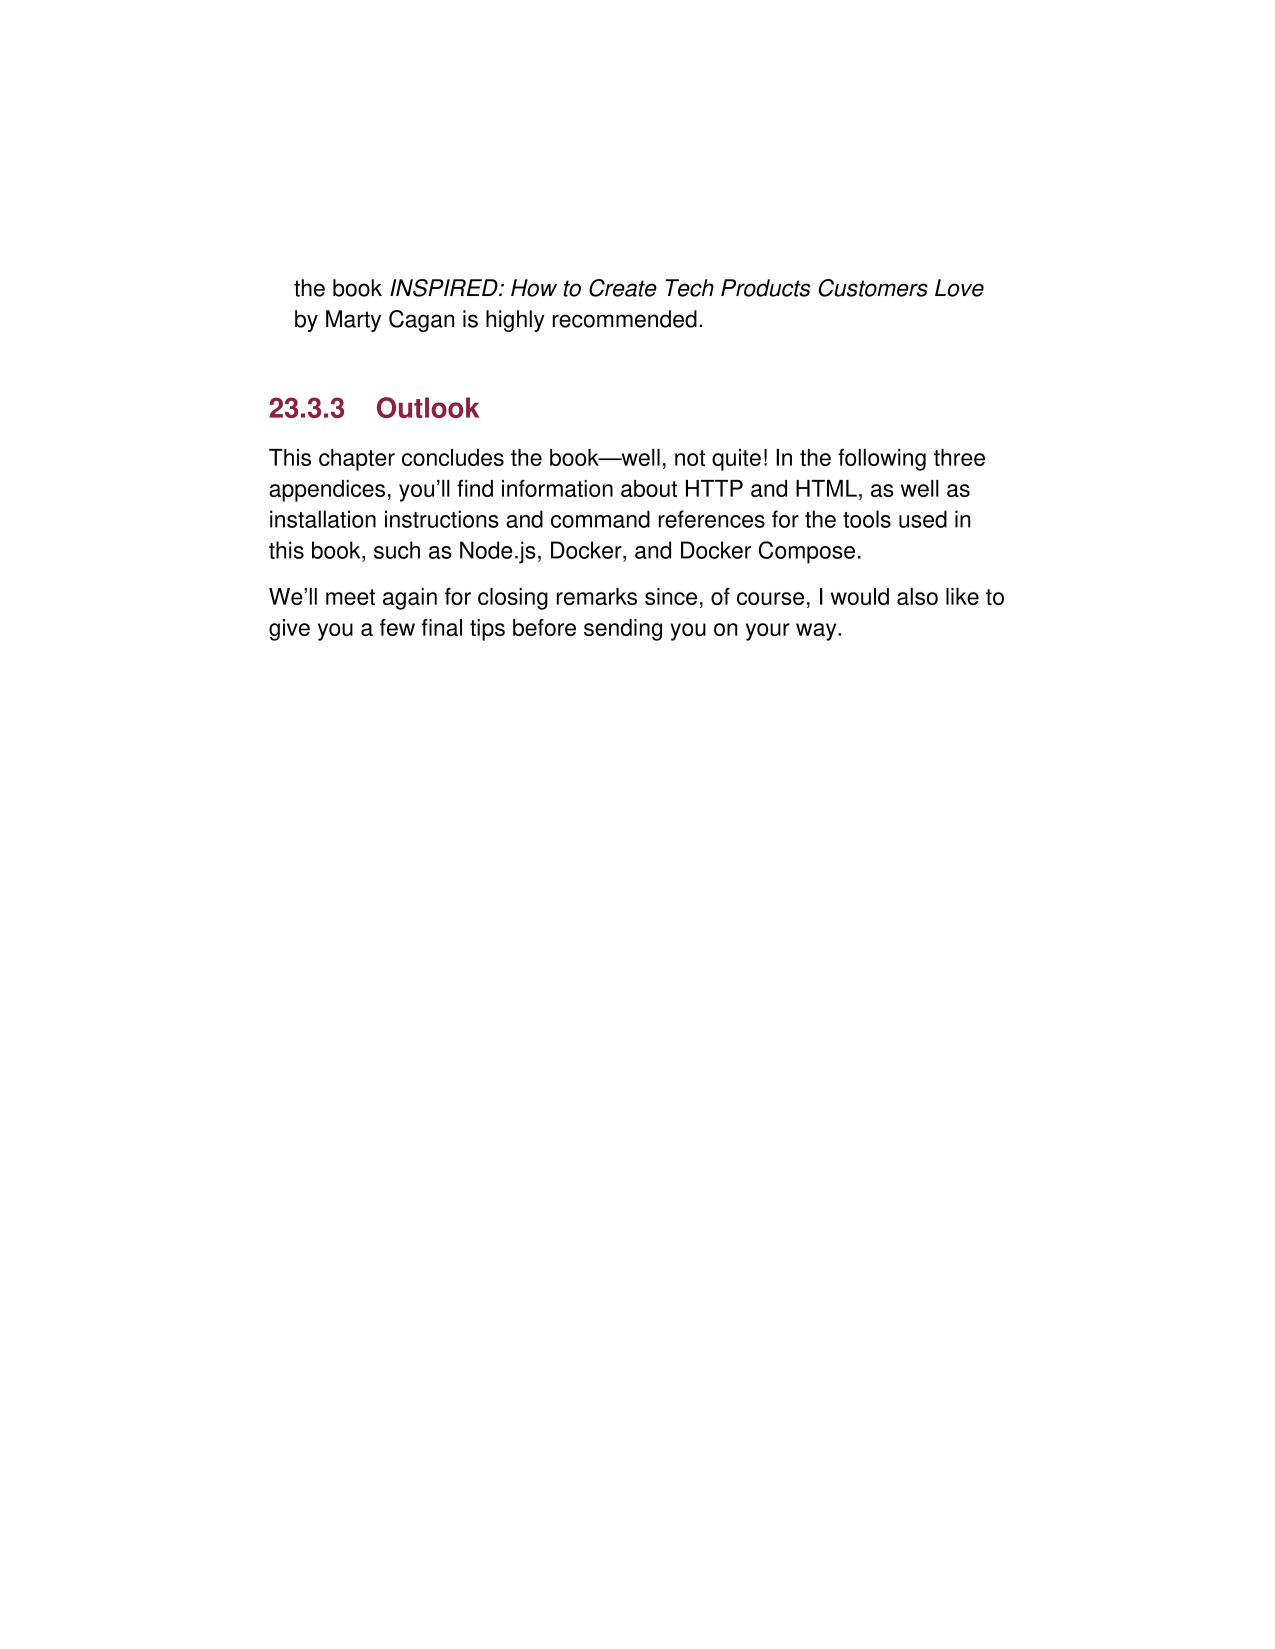 the book INSPIRED: How to Create Tech Products Customers Love
by Marty Cagan is highly recommended.
23.3.3 Outlook
This chapter concludes the book—well, not quite! In the following three
appendices, you’ll find information about HTTP and HTML, as well as
installation instructions and command references for the tools used in
this book, such as Node.js, Docker, and Docker Compose.
We’ll meet again for closing remarks since, of course, I would also like to
give you a few final tips before sending you on your way.